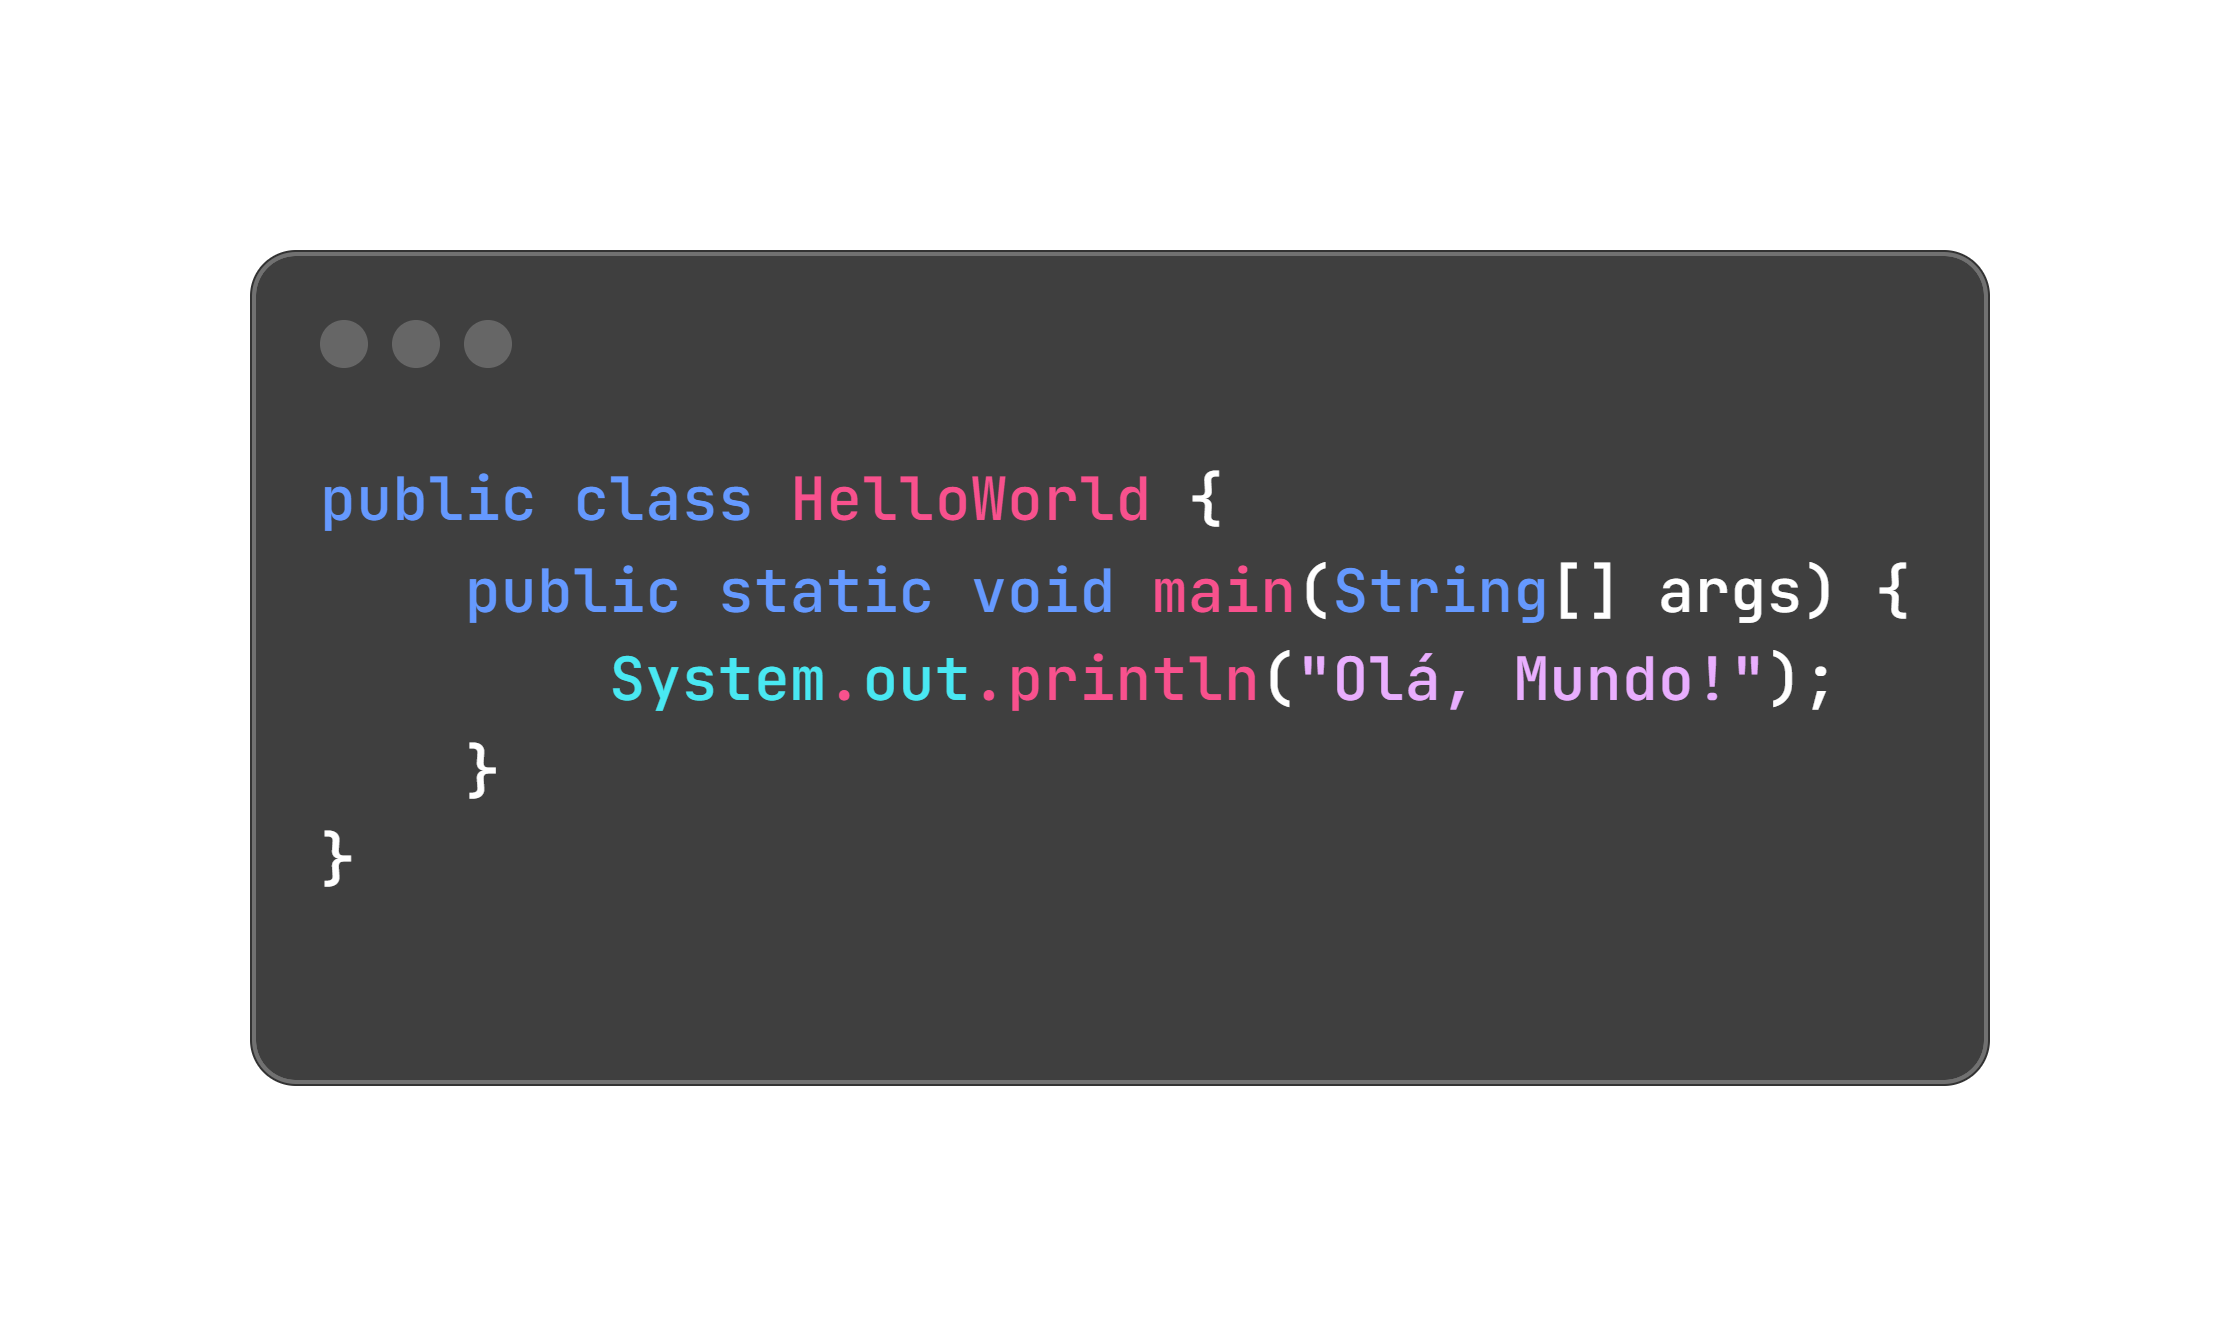 public class HelloWorld {
    public static void main(String[] args) {
        System.out.println("Olá, Mundo!");
    }
}